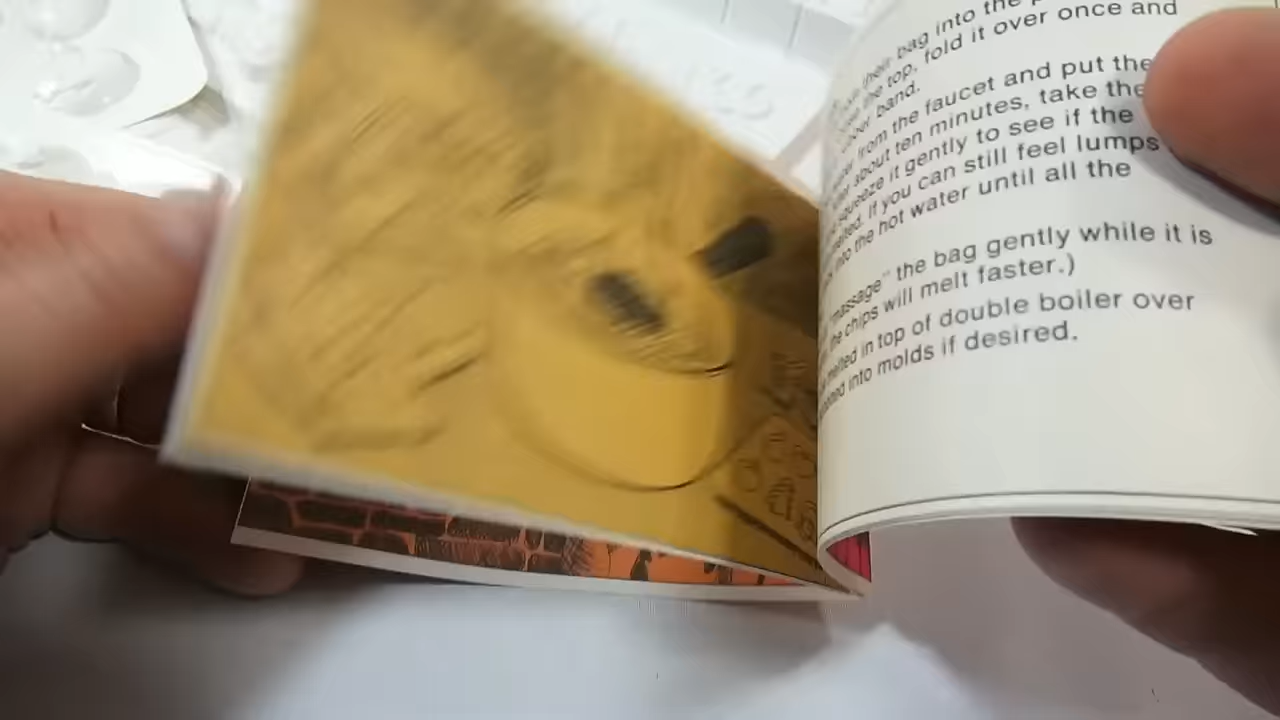 their bag into the
the top, fold it over once and
band.
from the faucet and put the
about ten minutes, take the
squeeze it gently to see if the
If you can still feel lumps
into the hot water until all the
"massage" the bag gently while it is
the chips will melt faster.)
melted in top of double boiler over
into molds if desired.